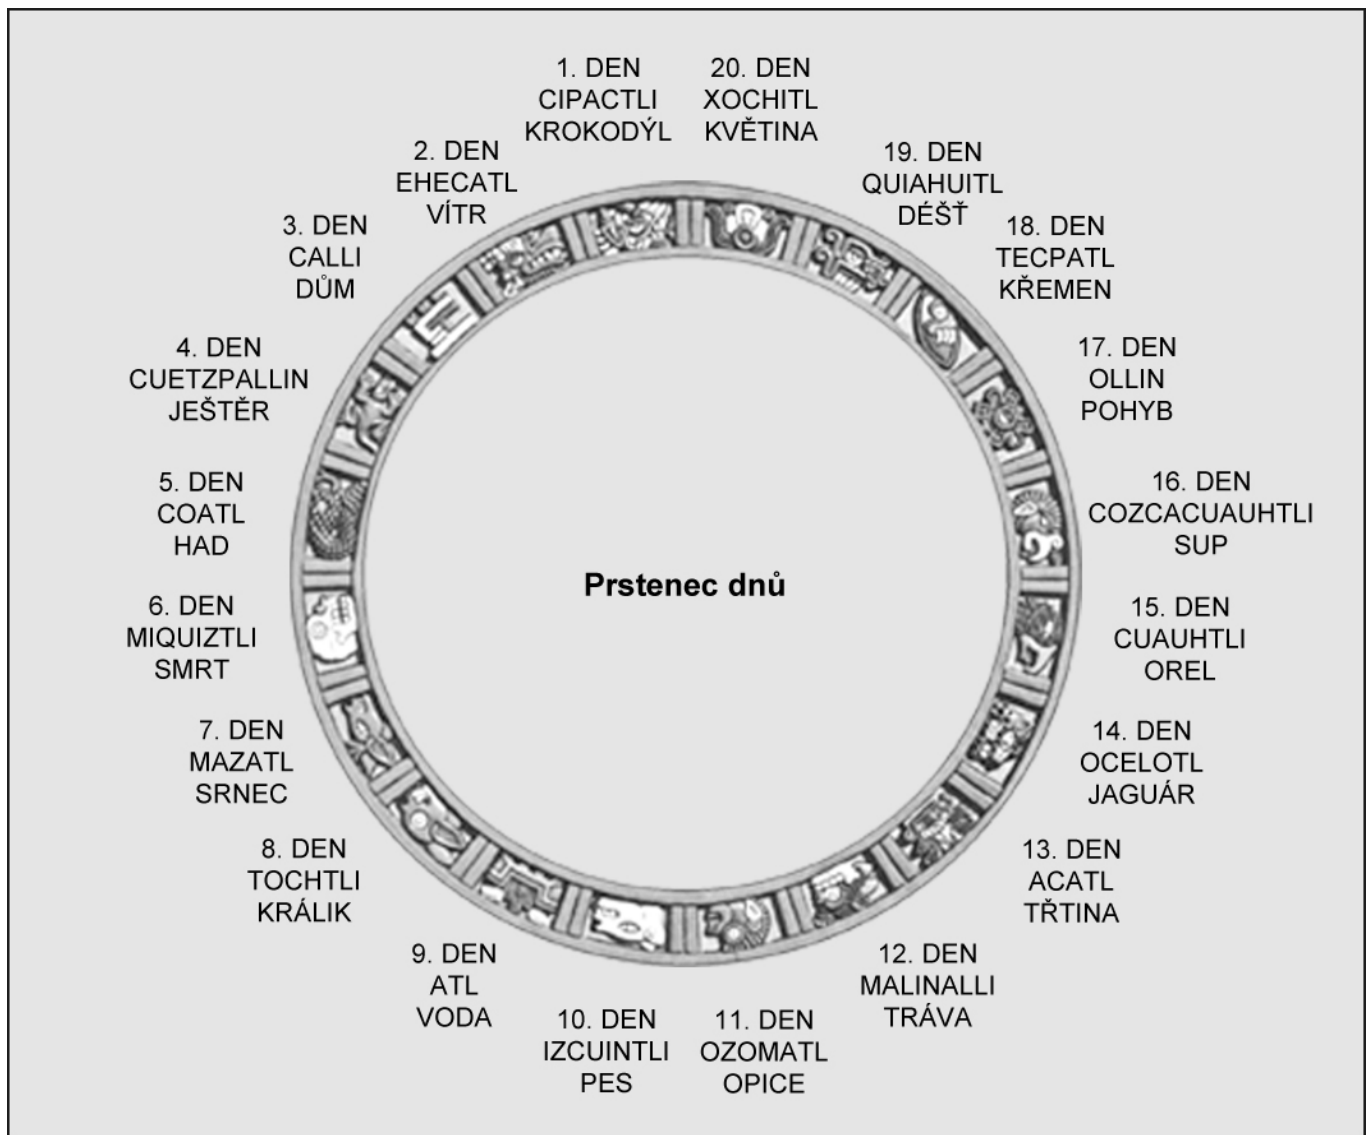 1. DEN
CIPACTLI
KROKODÝL
20. DEN
XOCHITL
KVĚTINA
2. DEN
EHECATL
VÍTR
19. DEN
QUIAHUITL
DÉŠŤ
3. DEN
CALLI
DŮM
18. DEN
TECPATL
KŘEMEN
4. DEN
CUETZPALLIN
JEŠTĚR
17. DEN
OLLIN
POHYB
5. DEN
COATL
HAD
16. DEN
COZCACUAUHTLI
SUP
Prstenec dnů
6. DEN
MIQUIZTLI
SMRT
15. DEN
CUAUHTLI
OREL
7. DEN
MAZATL
SRNEC
14. DEN
OCELOTL
JAGUÁR
8. DEN
TOCHTLI
KRÁLIK
13. DEN
ACATL
TŘTINA
9. DEN
ATL
VODA
12. DEN
MALINALLI
TRÁVA
10. DEN
IZCUINTLI
PES
11. DEN
OZOMATL
OPICE